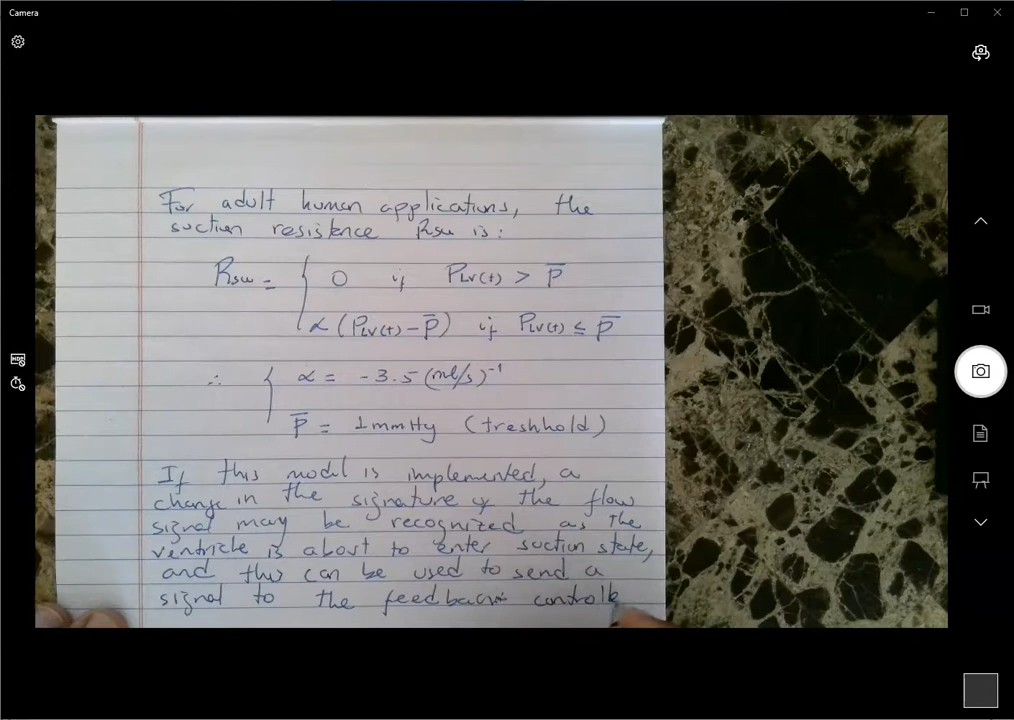 Camera
For adult human applications, the
suction resistence Rsu is:
Rsu = { 0 if PLV(t) > p̅
α (PLV(t) - p̅) if PLV(t) ≤ p̅
∴ { α = -3.5 (ml/s)⁻¹
p̅ = 1mmHg (treshhold)
If this model is implemented, a
change in the signature of the flow
signal may be recognized as the
ventricle is about to enter suction state,
and this can be used to send a
signal to the feedback controlle